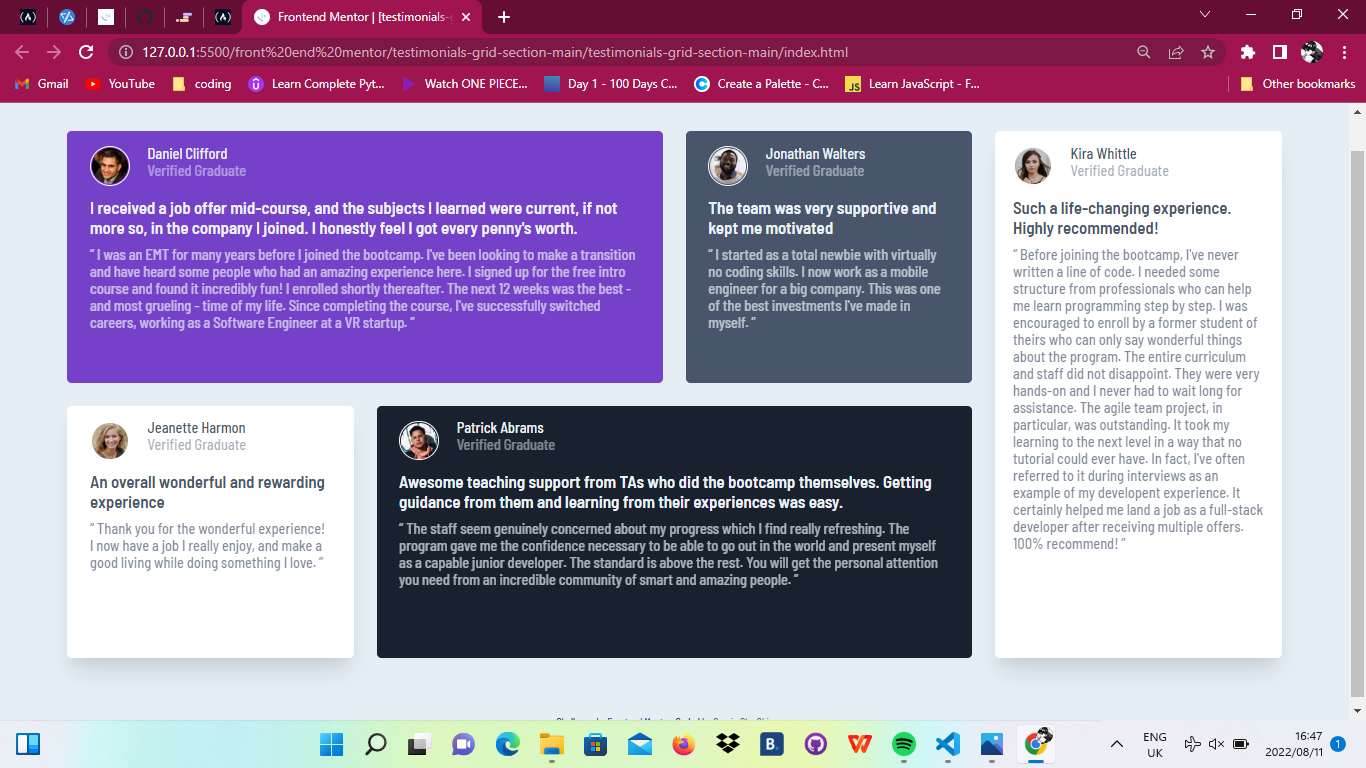 Frontend Mentor | [testimonials-
127.0.0.1:5500/front%20end%20mentor/testimonials-grid-section-main/testimonials-grid-section-main/index.html
Gmail
YouTube
coding
Learn Complete Pyt...
Watch ONE PIECE...
Day 1 - 100 Days C...
Create a Palette - C...
JS
Learn JavaScript - F...
Other bookmarks
Daniel Clifford
Verified Graduate
I received a job offer mid-course, and the subjects I learned were current, if not
more so, in the company I joined. I honestly feel I got every penny's worth.
“ I was an EMT for many years before I joined the bootcamp. I've been looking to make a transition
and have heard some people who had an amazing experience here. I signed up for the free intro
course and found it incredibly fun! I enrolled shortly thereafter. The next 12 weeks was the best -
and most grueling - time of my life. Since completing the course, I've successfully switched
careers, working as a Software Engineer at a VR startup. ”
Jonathan Walters
Verified Graduate
The team was very supportive and
kept me motivated
“ I started as a total newbie with virtually
no coding skills. I now work as a mobile
engineer for a big company. This was one
of the best investments I've made in
myself. ”
Kira Whittle
Verified Graduate
Such a life-changing experience.
Highly recommended!
“ Before joining the bootcamp, I've never
written a line of code. I needed some
structure from professionals who can help
me learn programming step by step. I was
encouraged to enroll by a former student of
theirs who can only say wonderful things
about the program. The entire curriculum
and staff did not disappoint. They were very
hands-on and I never had to wait long for
assistance. The agile team project, in
particular, was outstanding. It took my
learning to the next level in a way that no
tutorial could ever have. In fact, I've often
referred to it during interviews as an
example of my developent experience. It
certainly helped me land a job as a full-stack
developer after receiving multiple offers.
100% recommend! ”
Jeanette Harmon
Verified Graduate
An overall wonderful and rewarding
experience
“ Thank you for the wonderful experience!
I now have a job I really enjoy, and make a
good living while doing something I love. ”
Patrick Abrams
Verified Graduate
Awesome teaching support from TAs who did the bootcamp themselves. Getting
guidance from them and learning from their experiences was easy.
“ The staff seem genuinely concerned about my progress which I find really refreshing. The
program gave me the confidence necessary to be able to go out in the world and present myself
as a capable junior developer. The standard is above the rest. You will get the personal attention
you need from an incredible community of smart and amazing people. ”
B.
ENG
UK
16:47
2022/08/11
1